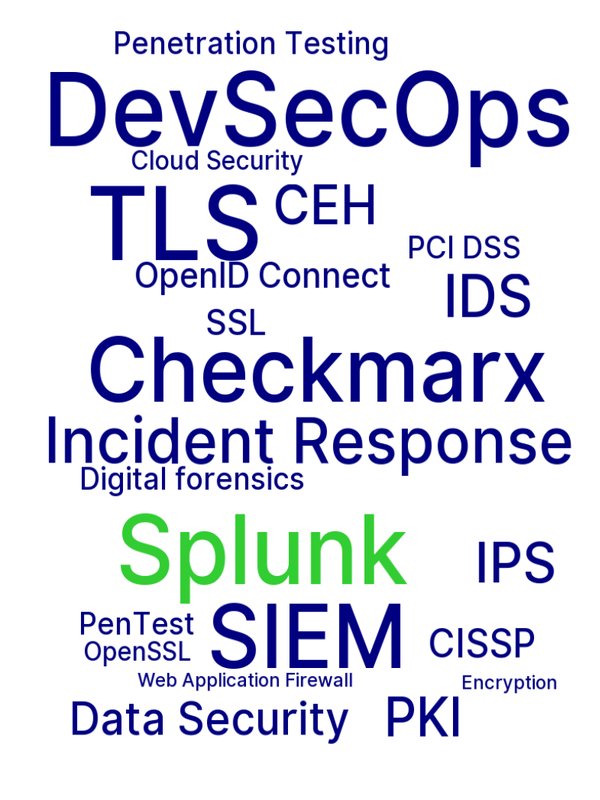 Penetration Testing
DevSecOps
Cloud Security
TLS CEH
PCI DSS
OpenID Connect
IDS
SSL
Checkmarx
Incident Response
Digital forensics
Splunk IPS
PenTest SIEM CISSP
OpenSSL
Web Application Firewall Encryption
Data Security PKI